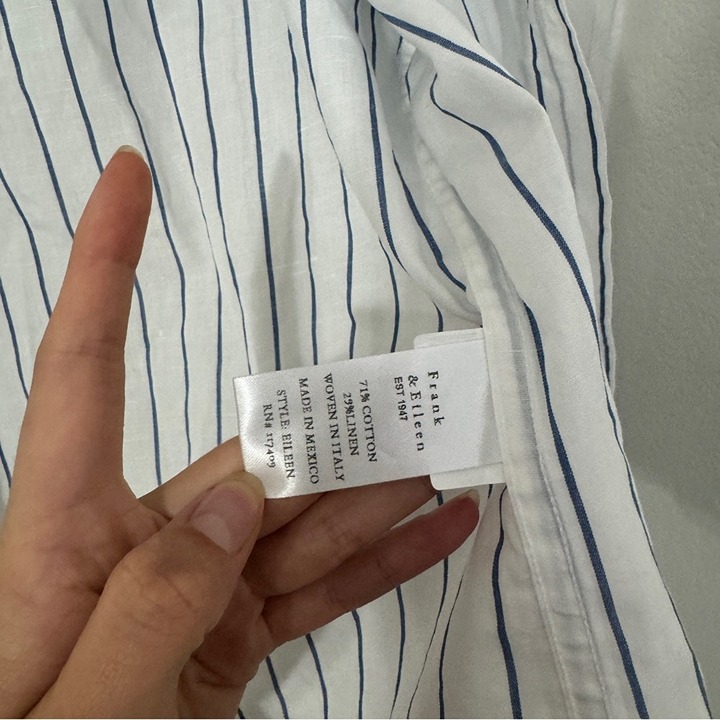 Frank
& Eileen
EST 1947
71% COTTON
29%LINEN
WOVEN IN ITALY
MADE IN MEXICO
STYLE: EILEEN
RN# 117409